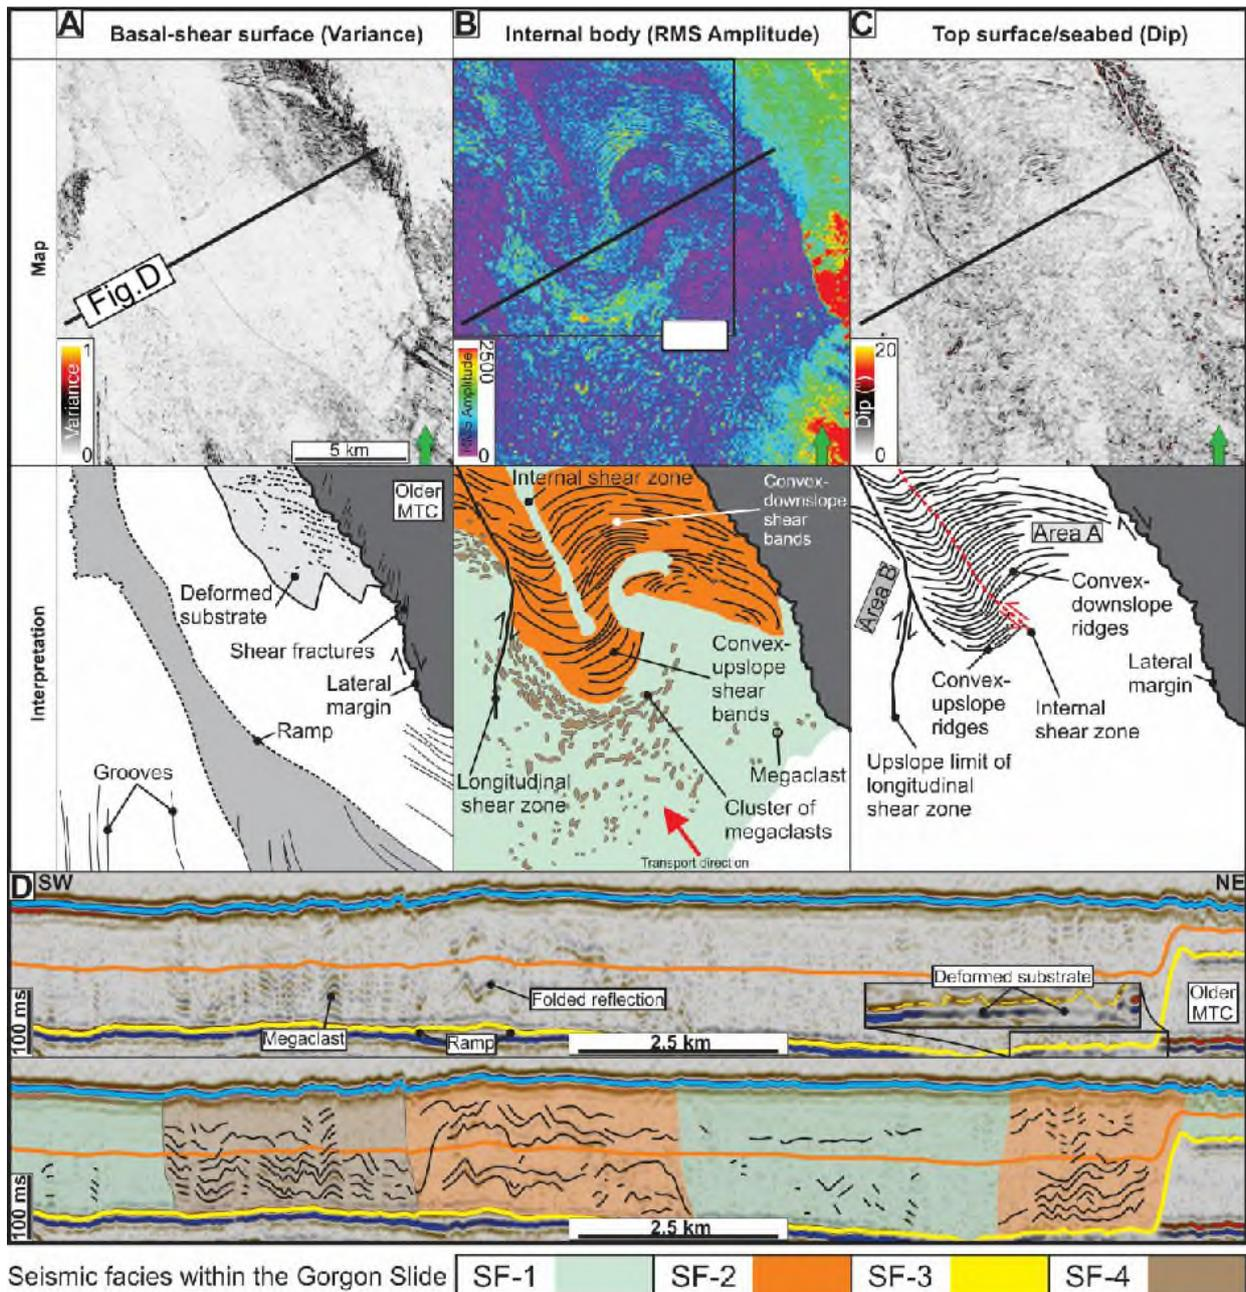 A Basal-shear surface (Variance)
B Internal body (RMS Amplitude)
C Top surface/seabed (Dip)
Map
Fig.D
Variance
1
0
5 km
RMS Amplitude
2500
0
Dip (°)
20
0
Interpretation
Older
MTC
Deformed
substrate
Shear fractures
Lateral
margin
Ramp
Grooves
Internal shear zone
Convex-
downslope
shear
bands
Convex-
upslope
shear
bands
Longitudinal
shear zone
Megaclast
Cluster of
megaclasts
Transport direction
Area A
Area B
Convex-
downslope
ridges
Convex-
upslope
ridges
Lateral
margin
Internal
shear zone
Upslope limit of
longitudinal
shear zone
D SW
NE
Deformed substrate
Folded reflection
Older
MTC
100 ms
Megaclast
Ramp
2.5 km
100 ms
2.5 km
Seismic facies within the Gorgon Slide SF-1 SF-2 SF-3 SF-4